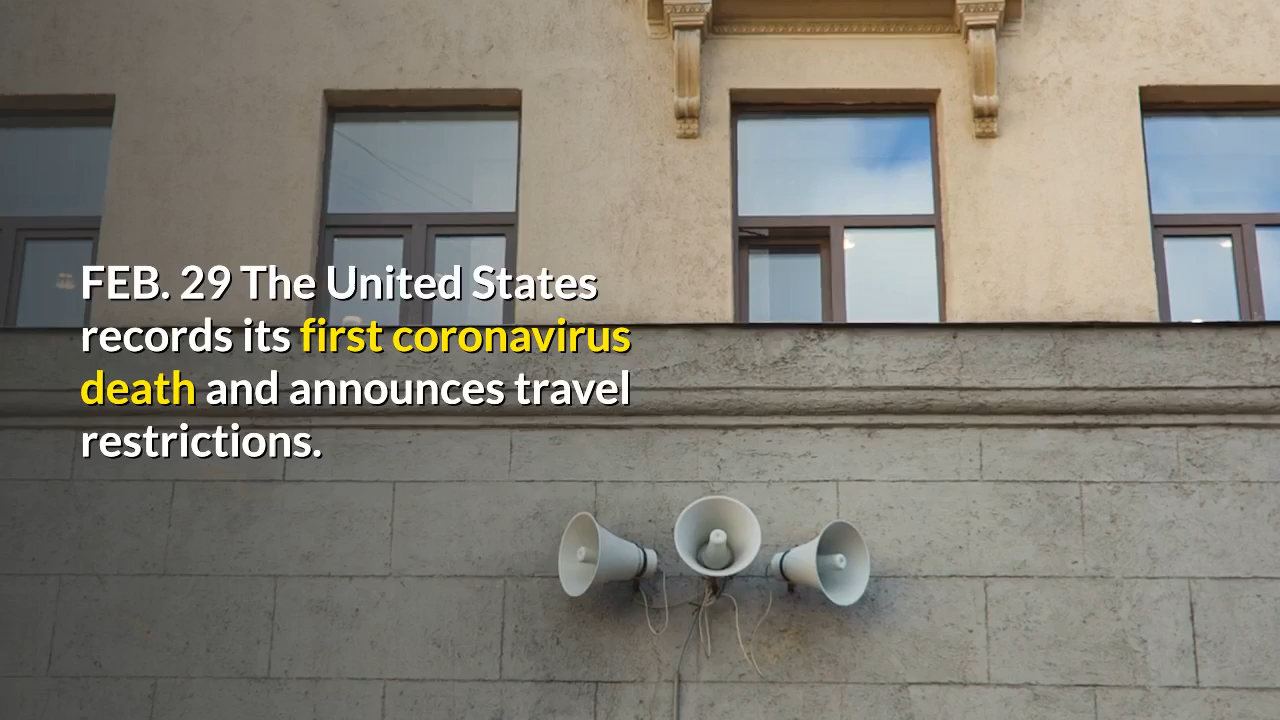 FEB. 29 The United States
records its first coronavirus
death and announces travel
restrictions.